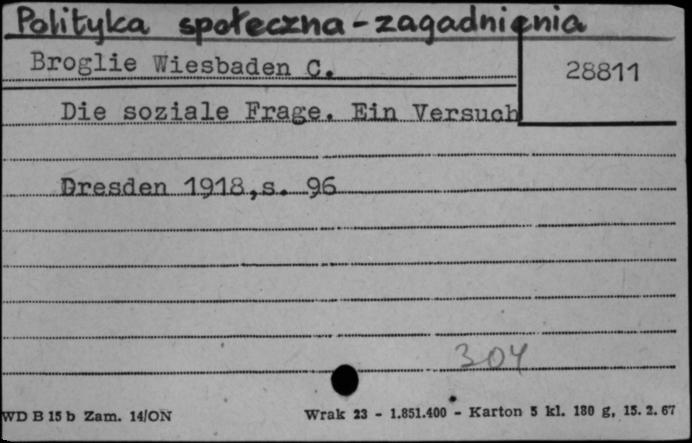 Polityka społeczna-zagadnienia
Broglie Wiesbaden C.
28811
Die soziale Frage. Ein Versuch
Dresden 1918,s. 96
304
WD B 15 b Zam. 14/ON
Wrak 23 - 1.851.400 - Karton 5 kl. 180 g, 15. 2. 67